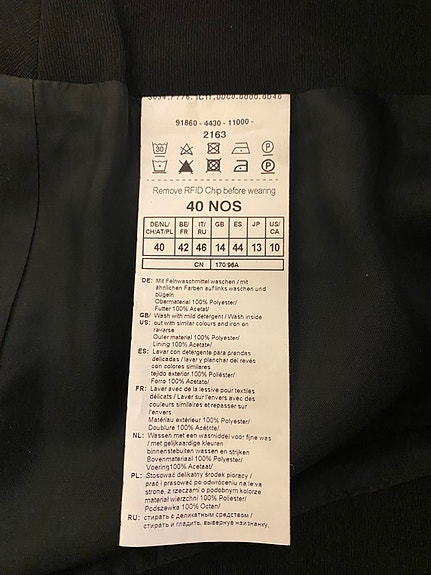 91860 - 4430 - 11000 -
2163
30
P
P
Remove RFID Chip before wearing
40 NOS
DE/NL/ CH/AT/PL BE/ FR IT/ RU GB ES JP US/ CA
40 42 46 14 44 13 10
CN 170:96A
DE: Mit Feinwaschmittel waschen / mit
ähnlichen Farben auf links waschen und
bügeln
Obermaterial 100% Polyester/
Futter 100% Acetat/
GB/ Wash with mild detergent / Wash inside
US: out with similar colours and iron on
reverse
Outer material 100% Polyester/
Lining 100% Acetate/
ES: Lavar con detergente para prendas
delicadas / lavar y planchar del revés
con colores similares
tejido exterior 100% Poliéster/
Forro 100% Acetato/
FR: Laver avec de la lessive pour textiles
délicats / Laver sur l'envers avec des
couleurs similaires et repasser sur
l'envers
Matériau extérieur 100% Polyester/
Doublure 100% Acétate/
NL: Wassen met een wasmiddel voor fijne was
/ met gelijkaardige kleuren
binnenstebuiten wassen en strijken
Bovenmateriaal 100% Polyester/
Voering 100% Acetaat/
PL: Stosować delikatny środek piorący /
prać i prasować po odwróceniu na lewą
stronę, z rzeczami o podobnym kolorze
materiał wierzchni 100% Poliester/
Podszewka 100% Octan/
RU: стирать с деликатным средством /
стирать и гладить, вывернув наизнанку,